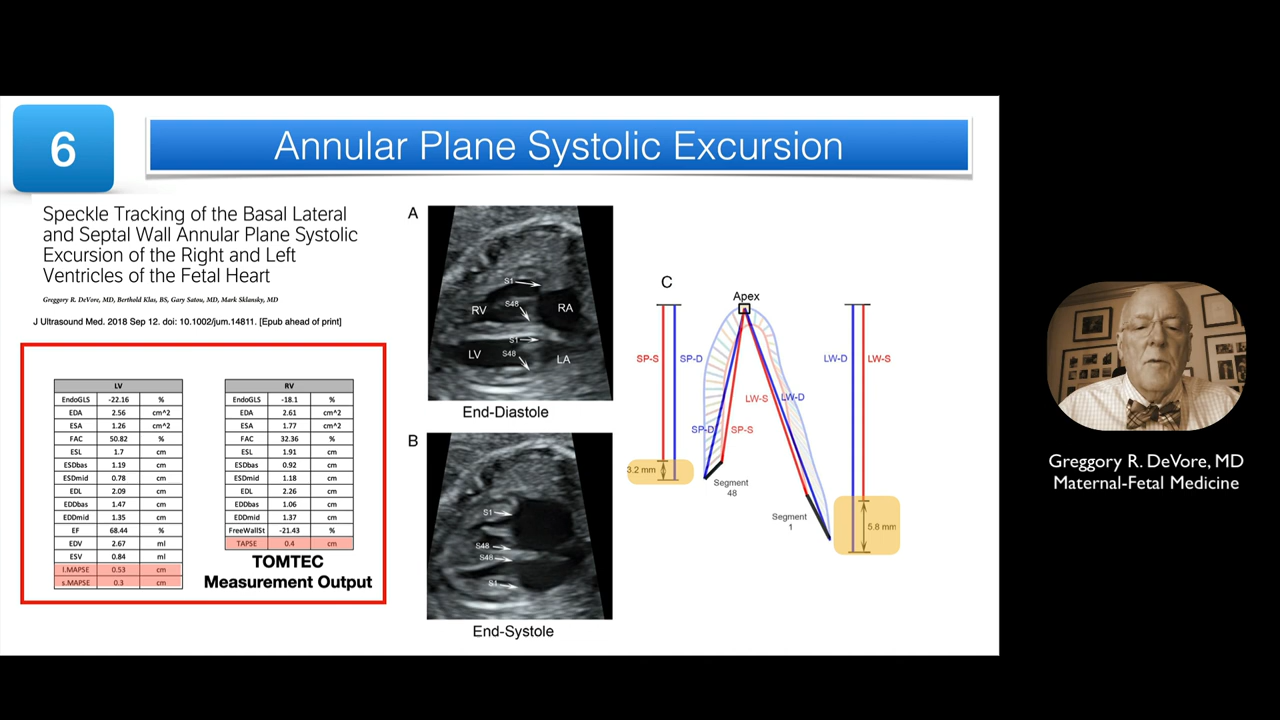 6
Annular Plane Systolic Excursion
Speckle Tracking of the Basal Lateral
and Septal Wall Annular Plane Systolic
Excursion of the Right and Left
Ventricles of the Fetal Heart
Greggory R. DeVore, MD, Berthold Klas, BS, Gary Satou, MD, Mark Sklansky, MD
J Ultrasound Med. 2018 Sep 12. doi: 10.1002/jum.14811. [Epub ahead of print]
LV
EndoGLS -22.16 %
EDA 2.56 cm^2
ESA 1.26 cm^2
FAC 50.82 %
ESL 1.7 cm
ESDbas 1.19 cm
ESDmid 0.78 cm
EDL 2.09 cm
EDDbas 1.47 cm
EDDmid 1.35 cm
EF 68.44 %
EDV 2.67 ml
ESV 0.84 ml
l.MAPSE 0.53 cm
s.MAPSE 0.3 cm
RV
EndoGLS -18.1 %
EDA 2.61 cm^2
ESA 1.77 cm^2
FAC 32.36 %
ESL 1.91 cm
ESDbas 0.92 cm
ESDmid 1.18 cm
EDL 2.26 cm
EDDbas 1.06 cm
EDDmid 1.37 cm
FreeWallSt -21.43 %
TAPSE 0.4 cm
TOMTEC
Measurement Output
A
S1
RV S48 RA
S1
LV S48 LA
End-Diastole
B
S1
S48
S48
S1
End-Systole
C
Apex
SP-S SP-D LW-D LW-S
LW-S LW-D
SP-D SP-S
3.2 mm
Segment
48
Segment
1
5.8 mm
Greggory R. DeVore, MD
Maternal-Fetal Medicine